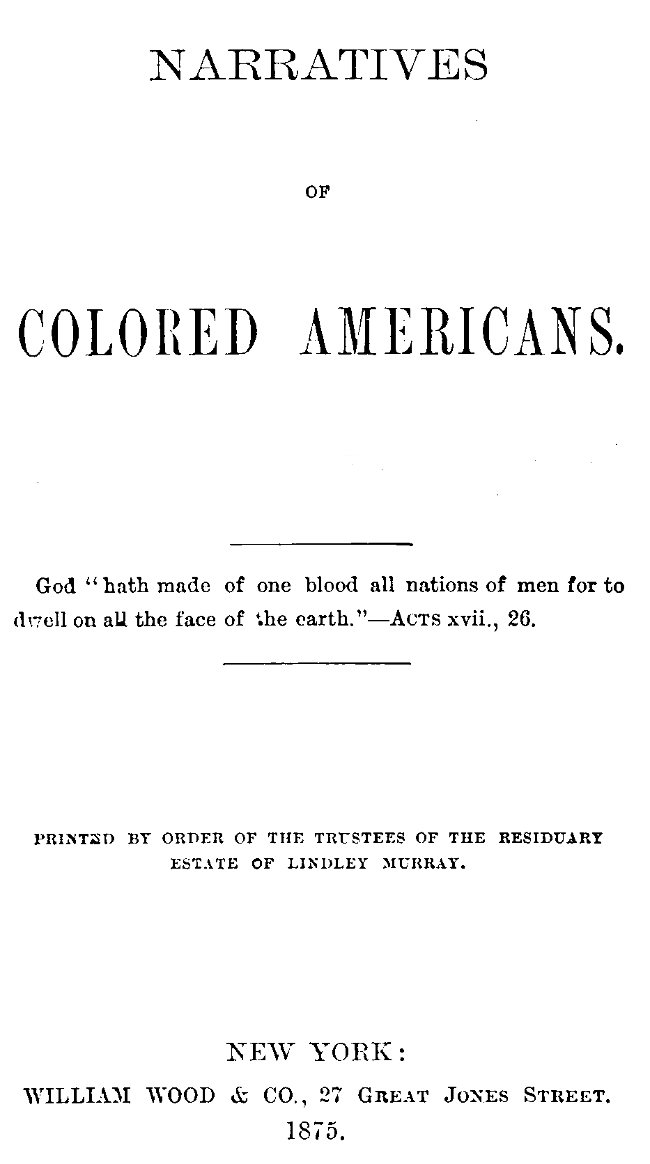 NARRATIVES
OF
COLORED AMERICANS.
God "hath made of one blood all nations of men for to
dwell on all the face of the earth."—ACTS xvii., 26.
PRINTED BY ORDER OF THE TRUSTEES OF THE RESIDUARY
ESTATE OF LINDLEY MURRAY.
NEW YORK:
WILLIAM WOOD & CO., 27 GREAT JONES STREET.
1875.